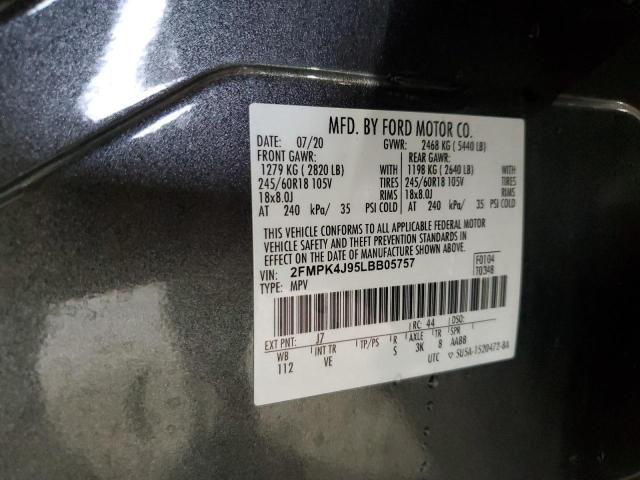 MFD. BY FORD MOTOR CO.
DATE: 07/20 GVWR: 2468 KG ( 5440 LB)
FRONT GAWR: REAR GAWR:
1279 KG ( 2820 LB) WITH 1198 KG ( 2640 LB) WITH
245/60R18 105V TIRES 245/60R18 105V TIRES
18x8.0J RIMS 18x8.0J RIMS
AT 240 kPa/ 35 PSI COLD AT 240 kPa/ 35 PSI COLD
THIS VEHICLE CONFORMS TO ALL APPLICABLE FEDERAL MOTOR
VEHICLE SAFETY AND THEFT PREVENTION STANDARDS IN
EFFECT ON THE DATE OF MANUFACTURE SHOWN ABOVE.
VIN: 2FMPK4J95LBB05757 F0104
TYPE: MPV T0348
EXT PNT: J7 RC: 44 DSO:
WB INT TR TP/PS R AXLE TR SPR
112 VE S 3K 8 AABB
UTC ▽ SU5A-1520472-BA